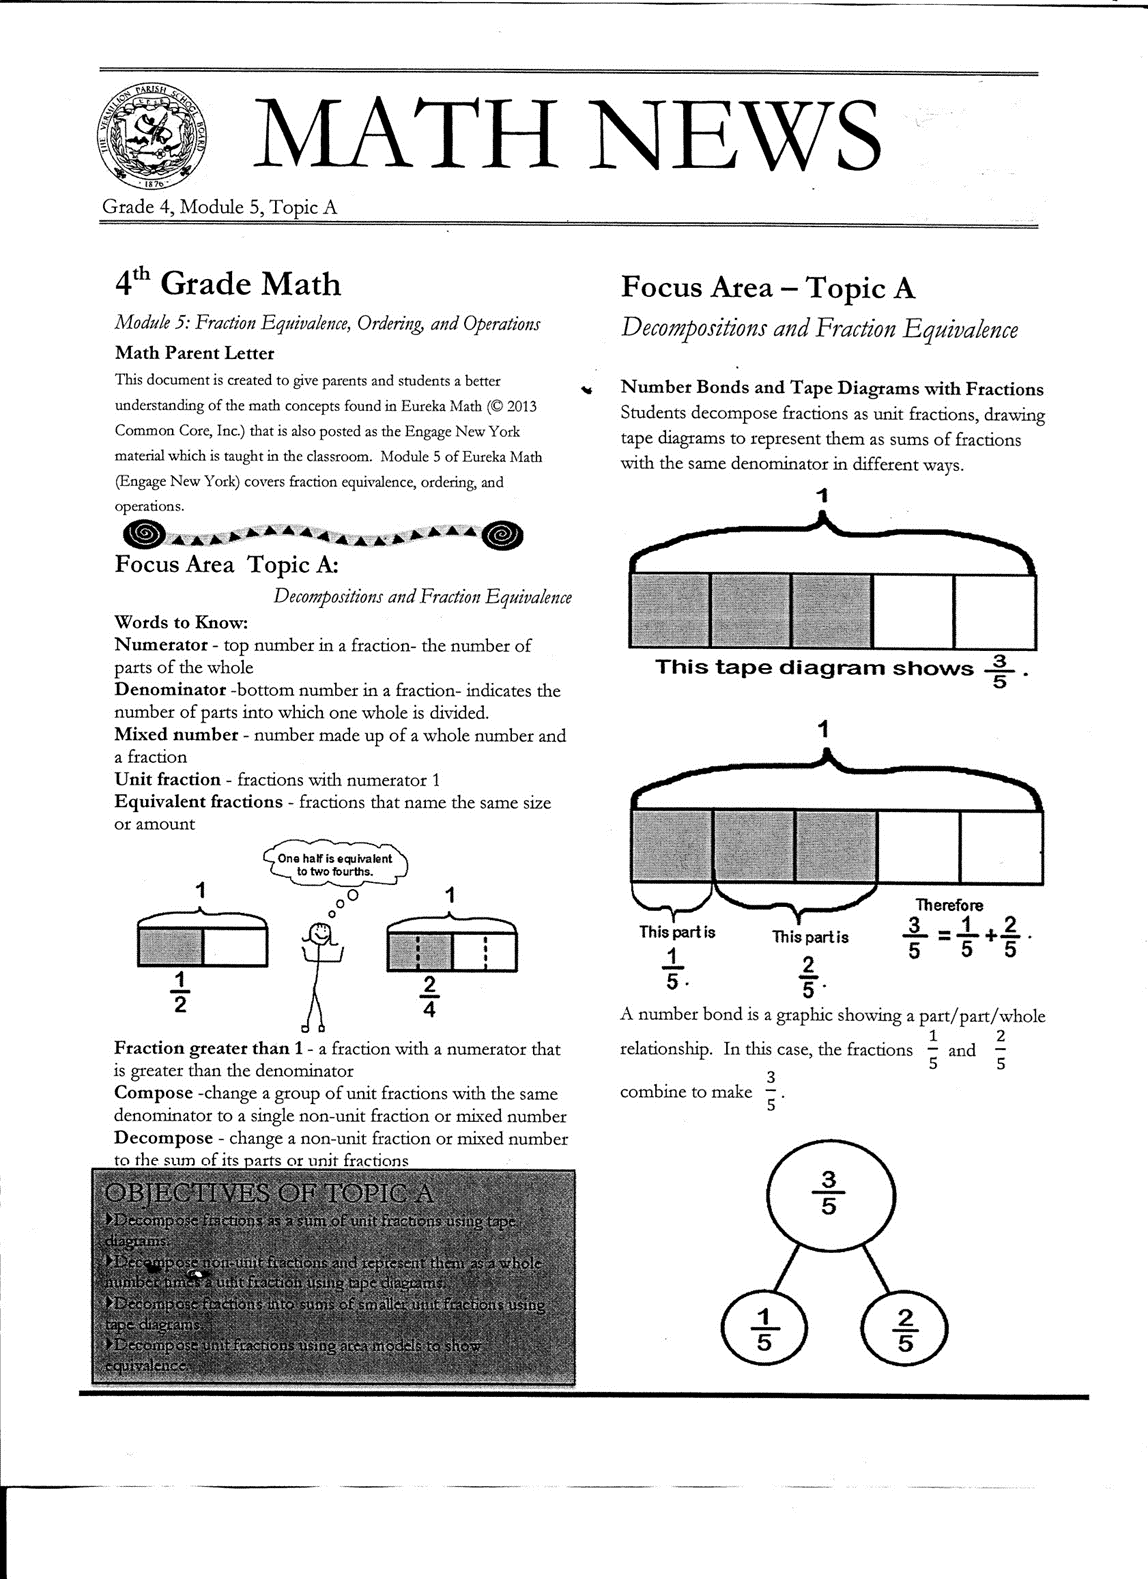 THE VERMILION PARISH SCHOOL BOARD
1876
MATH NEWS
Grade 4, Module 5, Topic A
4th Grade Math
Module 5: Fraction Equivalence, Ordering, and Operations
Math Parent Letter
This document is created to give parents and students a better
understanding of the math concepts found in Eureka Math (© 2013
Common Core, Inc.) that is also posted as the Engage New York
material which is taught in the classroom.  Module 5 of Eureka Math
(Engage New York) covers fraction equivalence, ordering, and
operations.
Focus Area  Topic A:
Decompositions and Fraction Equivalence
Words to Know:
Numerator - top number in a fraction- the number of
parts of the whole
Denominator -bottom number in a fraction- indicates the
number of parts into which one whole is divided.
Mixed number - number made up of a whole number and
a fraction
Unit fraction - fractions with numerator 1
Equivalent fractions - fractions that name the same size
or amount
One half is equivalent
to two fourths.
1
1
1/2
2/4
Fraction greater than 1 - a fraction with a numerator that
is greater than the denominator
Compose -change a group of unit fractions with the same
denominator to a single non-unit fraction or mixed number
Decompose - change a non-unit fraction or mixed number
to the sum of its parts or unit fractions
OBJECTIVES OF TOPIC A
Decompose fractions as a sum of unit fractions using tape
diagrams.
Decompose non-unit fractions and represent them as a whole
number times a unit fraction using tape diagrams.
Decompose fractions into sums of smaller unit fractions using
tape diagrams.
Decompose unit fractions using area models to show
equivalence.
Focus Area – Topic A
Decompositions and Fraction Equivalence
Number Bonds and Tape Diagrams with Fractions
Students decompose fractions as unit fractions, drawing
tape diagrams to represent them as sums of fractions
with the same denominator in different ways.
1
This tape diagram shows 3/5 .
1
This part is
1/5 .
This part is
2/5 .
Therefore
3/5 = 1/5 + 2/5 .
A number bond is a graphic showing a part/part/whole
relationship.  In this case, the fractions 1/5 and 2/5
combine to make 3/5 .
3/5
1/5
2/5